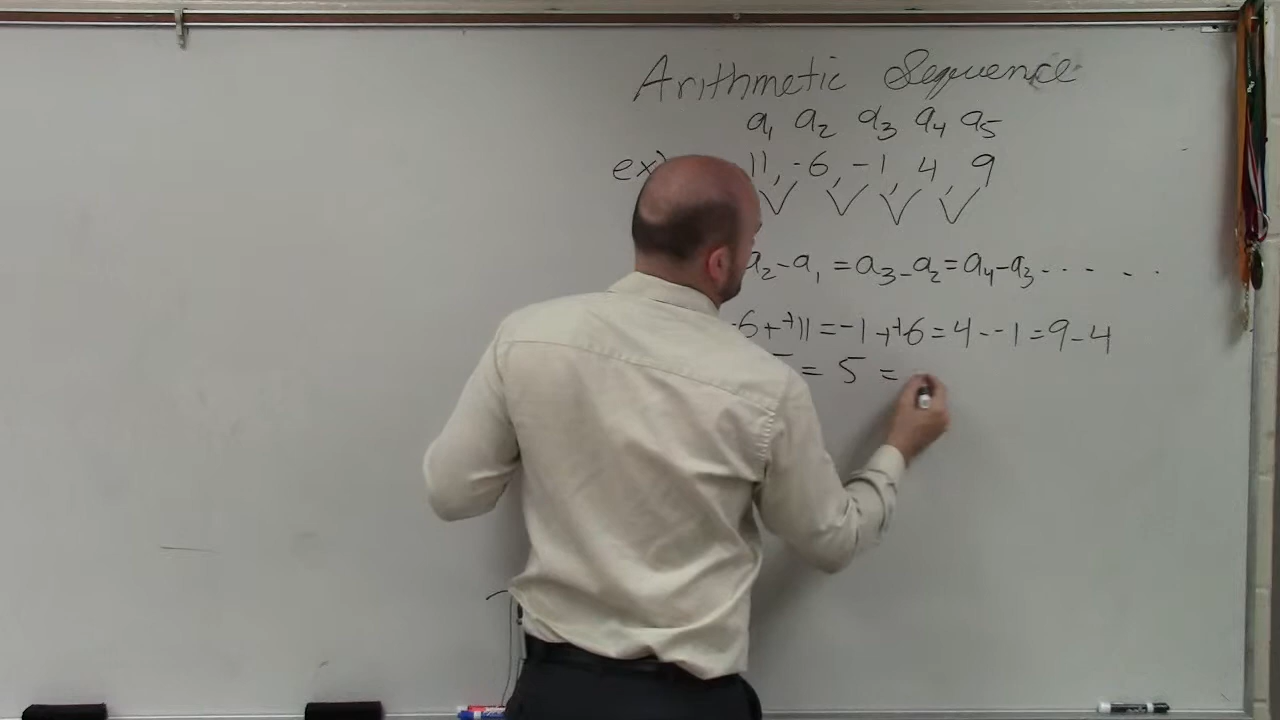 Arithmetic Sequence
a₁ a₂ a₃ a₄ a₅
ex) 11, -6, -1, 4, 9
a₂-a₁ = a₃-a₂ = a₄-a₃ . . . . . .
-6++11 = -1++6 = 4--1 = 9-4
= 5 =